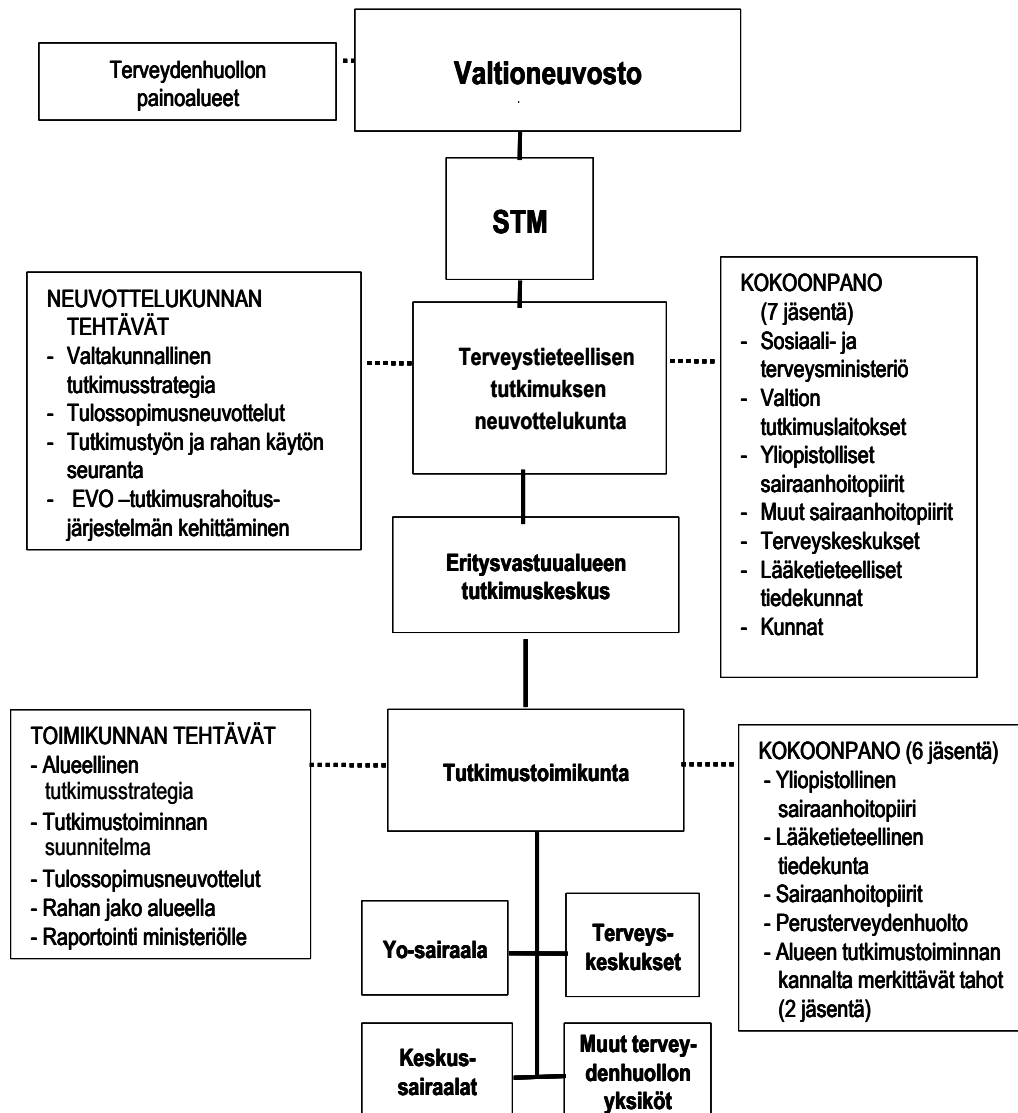 Terveydenhuollon
painoalueet
Valtioneuvosto
STM
NEUVOTTELUKUNNAN
TEHTÄVÄT
- Valtakunnallinen
tutkimusstrategia
- Tulossopimusneuvottelut
- Tutkimustyön ja rahan käytön
seuranta
- EVO –tutkimusrahoitus-
järjestelmän kehittäminen
Terveystieteellisen
tutkimuksen
neuvottelukunta
KOKOONPANO
(7 jäsentä)
- Sosiaali- ja
terveysministeriö
- Valtion
tutkimuslaitokset
- Yliopistolliset
sairaanhoitopiirit
- Muut sairaanhoitopiirit
- Terveyskeskukset
- Lääketieteelliset
tiedekunnat
- Kunnat
Eritysvastuualueen
tutkimuskeskus
TOIMIKUNNAN TEHTÄVÄT
- Alueellinen
tutkimusstrategia
- Tutkimustoiminnan
suunnitelma
- Tulossopimusneuvottelut
- Rahan jako alueella
- Raportointi ministeriölle
Tutkimustoimikunta
KOKOONPANO (6 jäsentä)
- Yliopistollinen
sairaanhoitopiiri
- Lääketieteellinen
tiedekunta
- Sairaanhoitopiirit
- Perusterveydenhuolto
- Alueen tutkimustoiminnan
kannalta merkittävät tahot
(2 jäsentä)
Yo-sairaala
Terveys-
keskukset
Keskus-
sairaalat
Muut tervey-
denhuollon
yksiköt